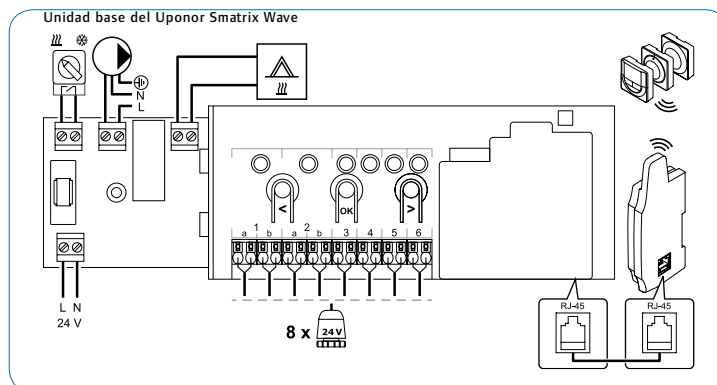 Unidad base del Uponor Smatrix Wave
N
L
< OK >
1 2
a b a b 3 4 5 6
L N
24 V
8 x 24 V
RJ-45 RJ-45